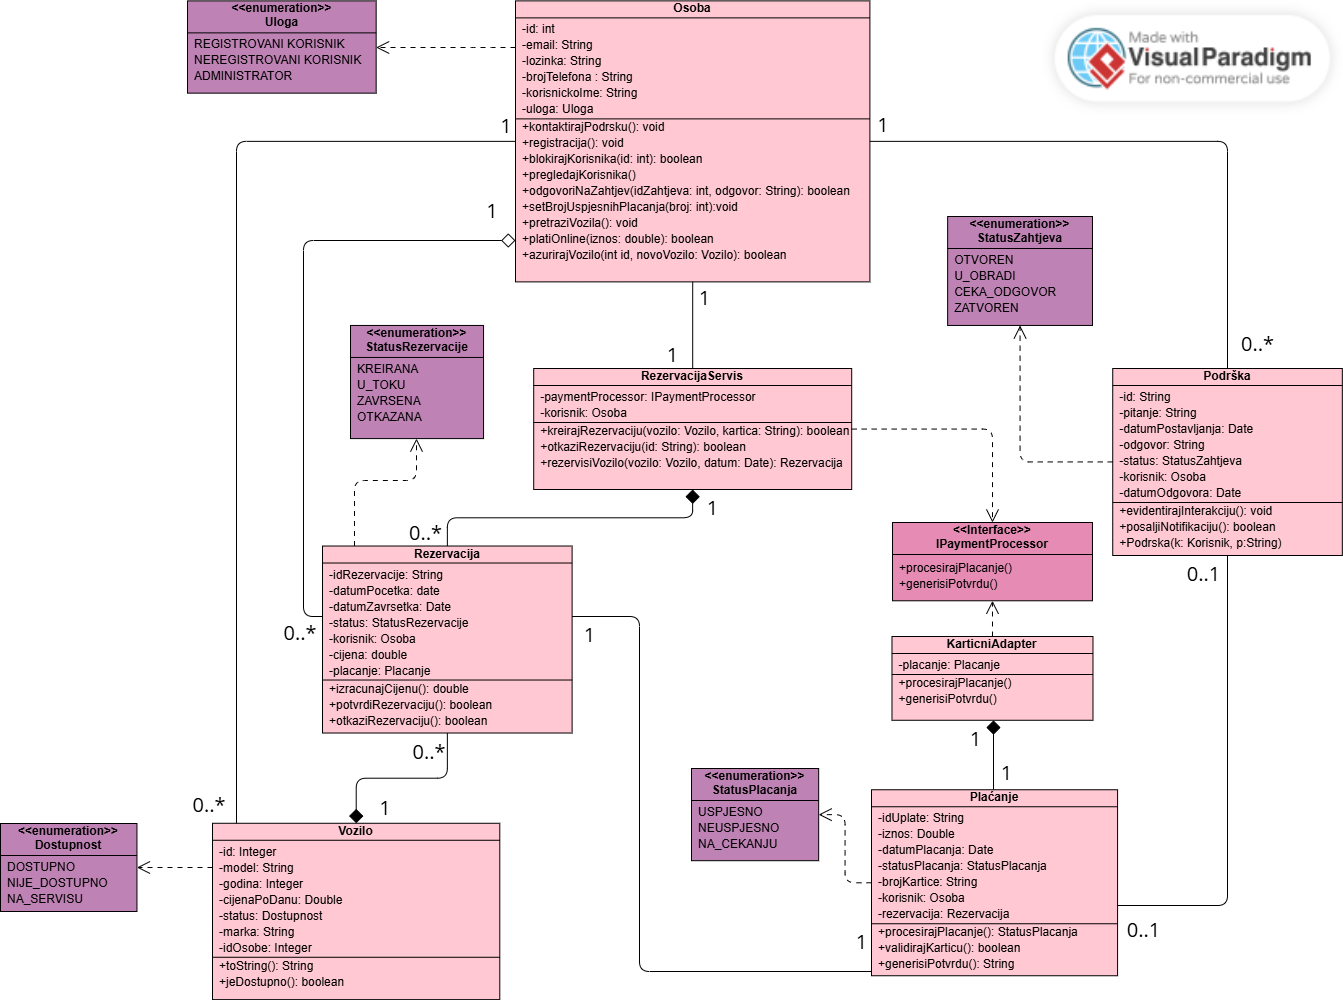 <<enumeration>>
Uloga
REGISTROVANI KORISNIK
NEREGISTROVANI KORISNIK
ADMINISTRATOR
Osoba
-id: int
-email: String
-lozinka: String
-brojTelefona : String
-korisnickoIme: String
-uloga: Uloga
+kontaktirajPodrsku(): void
+registracija(): void
+blokirajKorisnika(id: int): boolean
+pregledajKorisnika()
+odgovoriNaZahtjev(idZahtjeva: int, odgovor: String): boolean
+setBrojUspjesnihPlacanja(broj: int):void
+pretraziVozila(): void
+platiOnline(iznos: double): boolean
+azurirajVozilo(int id, novoVozilo: Vozilo): boolean
Made with
VisualParadigm
For non-commercial use
1
1
1
1
1
<<enumeration>>
StatusZahtjeva
OTVOREN
U_OBRADI
CEKA_ODGOVOR
ZATVOREN
<<enumeration>>
StatusRezervacije
KREIRANA
U_TOKU
ZAVRSENA
OTKAZANA
RezervacijaServis
-paymentProcessor: IPaymentProcessor
-korisnik: Osoba
+kreirajRezervaciju(vozilo: Vozilo, kartica: String): boolean
+otkaziRezervaciju(id: String): boolean
+rezervisiVozilo(vozilo: Vozilo, datum: Date): Rezervacija
0..*
Podrška
-id: String
-pitanje: String
-datumPostavljanja: Date
-odgovor: String
-status: StatusZahtjeva
-korisnik: Osoba
-datumOdgovora: Date
+evidentirajInterakciju(): void
+posaljiNotifikaciju(): boolean
+Podrska(k: Korisnik, p:String)
0..1
1
0..*
<<Interface>>
IPaymentProcessor
+procesirajPlacanje()
+generisiPotvrdu()
Rezervacija
-idRezervacije: String
-datumPocetka: date
-datumZavrsetka: Date
-status: StatusRezervacije
-korisnik: Osoba
-cijena: double
-placanje: Placanje
+izracunajCijenu(): double
+potvrdiRezervaciju(): boolean
+otkaziRezervaciju(): boolean
0..*
1
0..*
KarticniAdapter
-placanje: Placanje
+procesirajPlacanje()
+generisiPotvrdu()
1
1
<<enumeration>>
StatusPlacanja
USPJESNO
NEUSPJESNO
NA_CEKANJU
Plaćanje
-idUplate: String
-iznos: Double
-datumPlacanja: Date
-statusPlacanja: StatusPlacanja
-brojKartice: String
-korisnik: Osoba
-rezervacija: Rezervacija
+procesirajPlacanje(): StatusPlacanja
+validirajKarticu(): boolean
+generisiPotvrdu(): String
0..1
1
0..*
1
<<enumeration>>
Dostupnost
DOSTUPNO
NIJE_DOSTUPNO
NA_SERVISU
Vozilo
-id: Integer
-model: String
-godina: Integer
-cijenaPoDanu: Double
-status: Dostupnost
-marka: String
-idOsobe: Integer
+toString(): String
+jeDostupno(): boolean